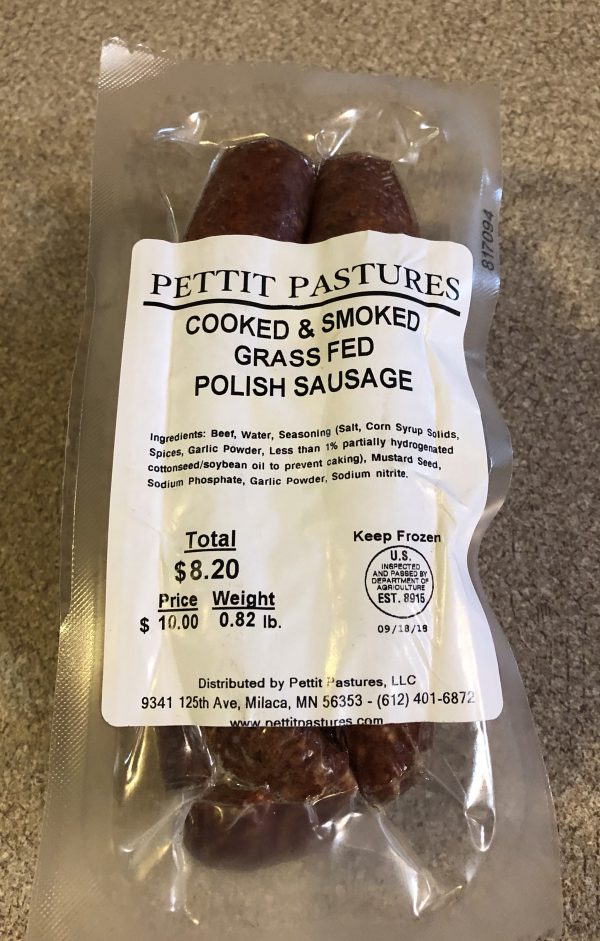 817094
PETTIT PASTURES
COOKED & SMOKED
GRASS FED
POLISH SAUSAGE
Ingredients: Beef, Water, Seasoning (Salt, Corn Syrup Solids,
Spices, Garlic Powder, Less than 1% partially hydrogenated
cottonseed/soybean oil to prevent caking), Mustard Seed,
Sodium Phosphate, Garlic Powder, Sodium nitrite.
Total
$8.20
Price Weight
$ 10.00 0.82 lb.
Keep Frozen
U.S.
INSPECTED
AND PASSED BY
DEPARTMENT OF
AGRICULTURE
EST. 8915
09/18/18
Distributed by Pettit Pastures, LLC
9341 125th Ave, Milaca, MN 56353 - (612) 401-6872
www.pettitpastures.com